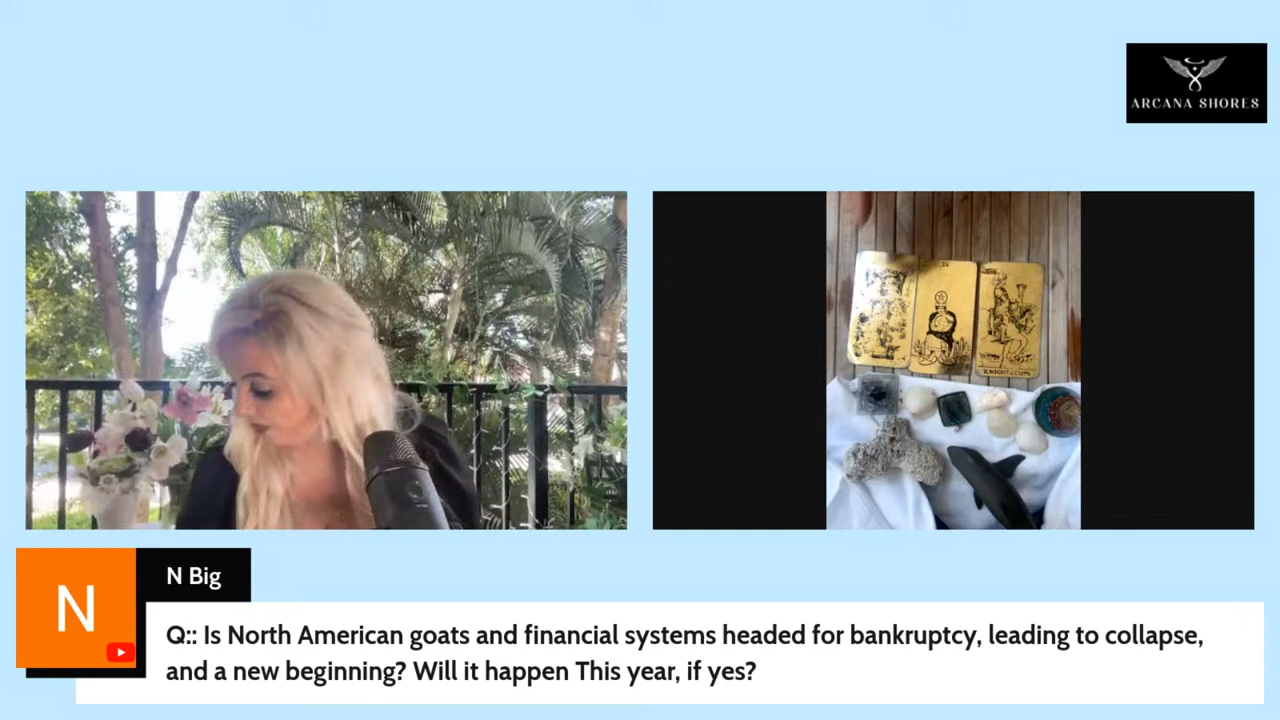 ARCANA SHORES
KNIGHT of CUPS
N
N Big
Q:: Is North American goats and financial systems headed for bankruptcy, leading to collapse,
and a new beginning? Will it happen This year, if yes?